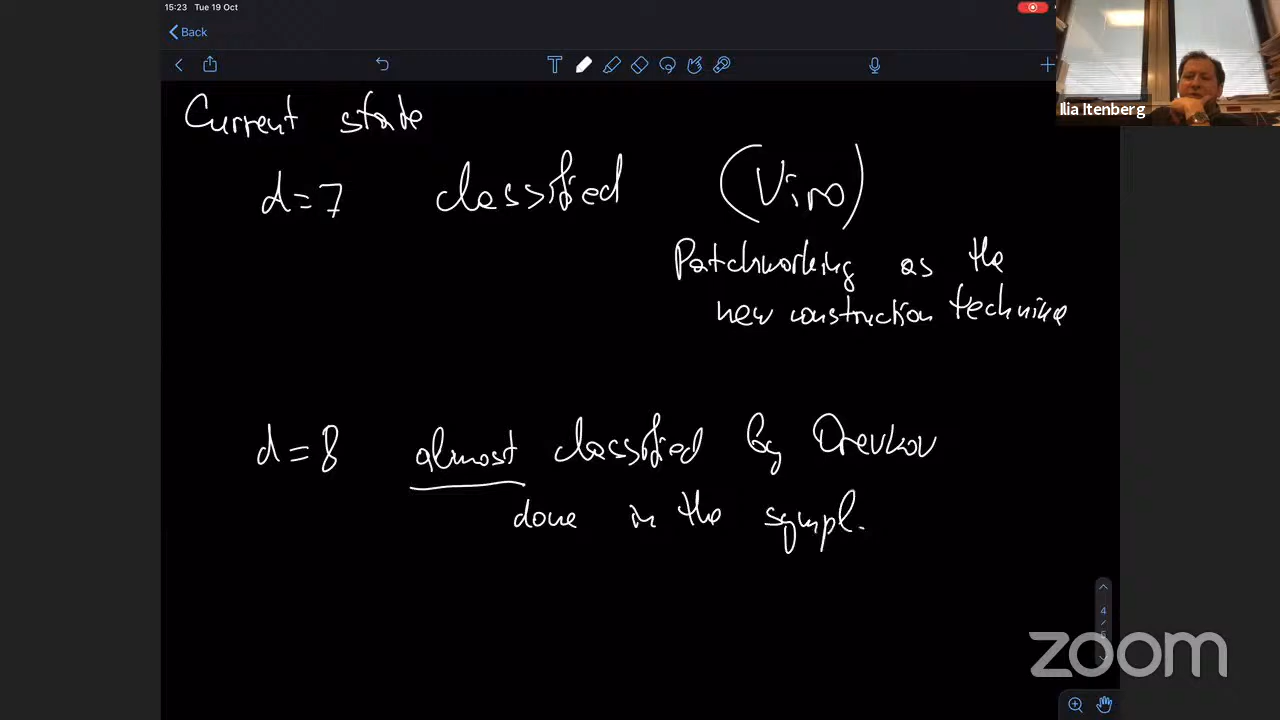 15:23 Tue 19 Oct
Back
Ilia Itenberg
Current state
d=7 classified (Viro)
Patchworking as the
new construction technique
d=8 almost classified by Orevkov
done in the sympl.
4
zoom